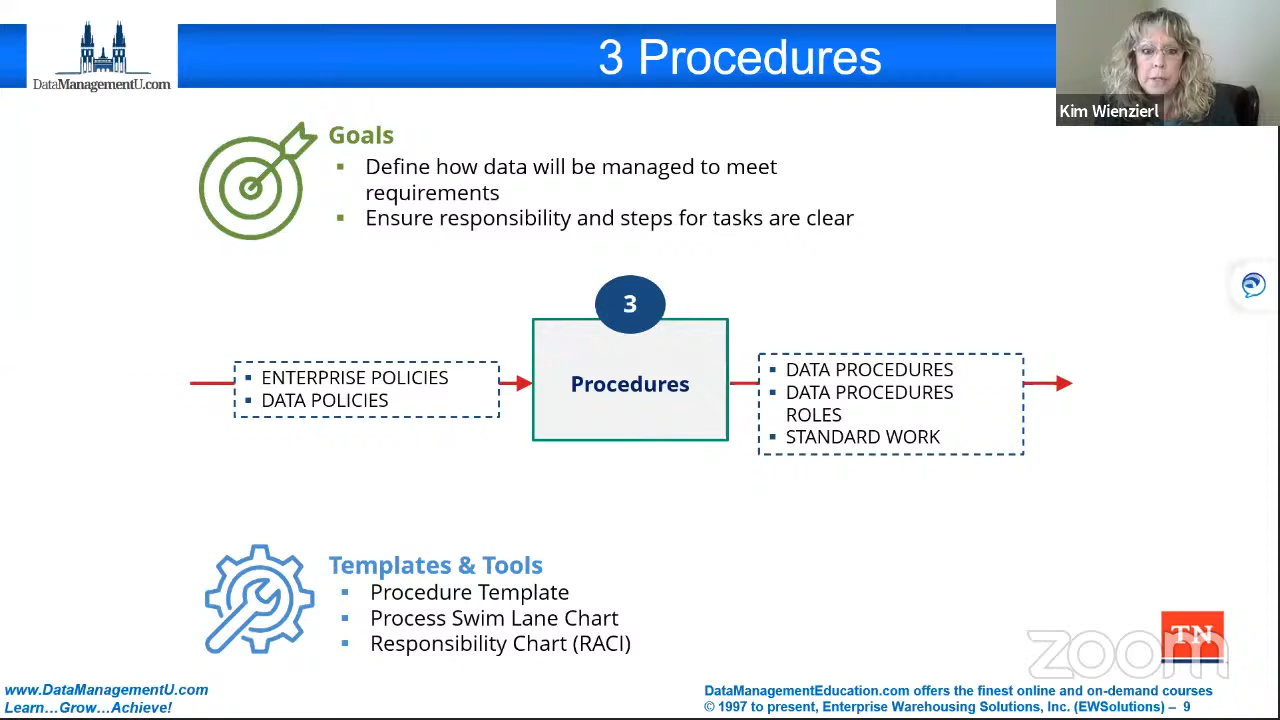 3 Procedures
DataManagementU.com
Kim Wienzierl
Goals
▪ Define how data will be managed to meet
requirements
▪ Ensure responsibility and steps for tasks are clear
3
Procedures
▪ ENTERPRISE POLICIES
▪ DATA POLICIES
▪ DATA PROCEDURES
▪ DATA PROCEDURES
ROLES
▪ STANDARD WORK
Templates & Tools
▪ Procedure Template
▪ Process Swim Lane Chart
▪ Responsibility Chart (RACI)
TN
zoom
www.DataManagementU.com
Learn…Grow…Achieve!
DataManagementEducation.com offers the finest online and on-demand courses
© 1997 to present, Enterprise Warehousing Solutions, Inc. (EWSolutions) – 9